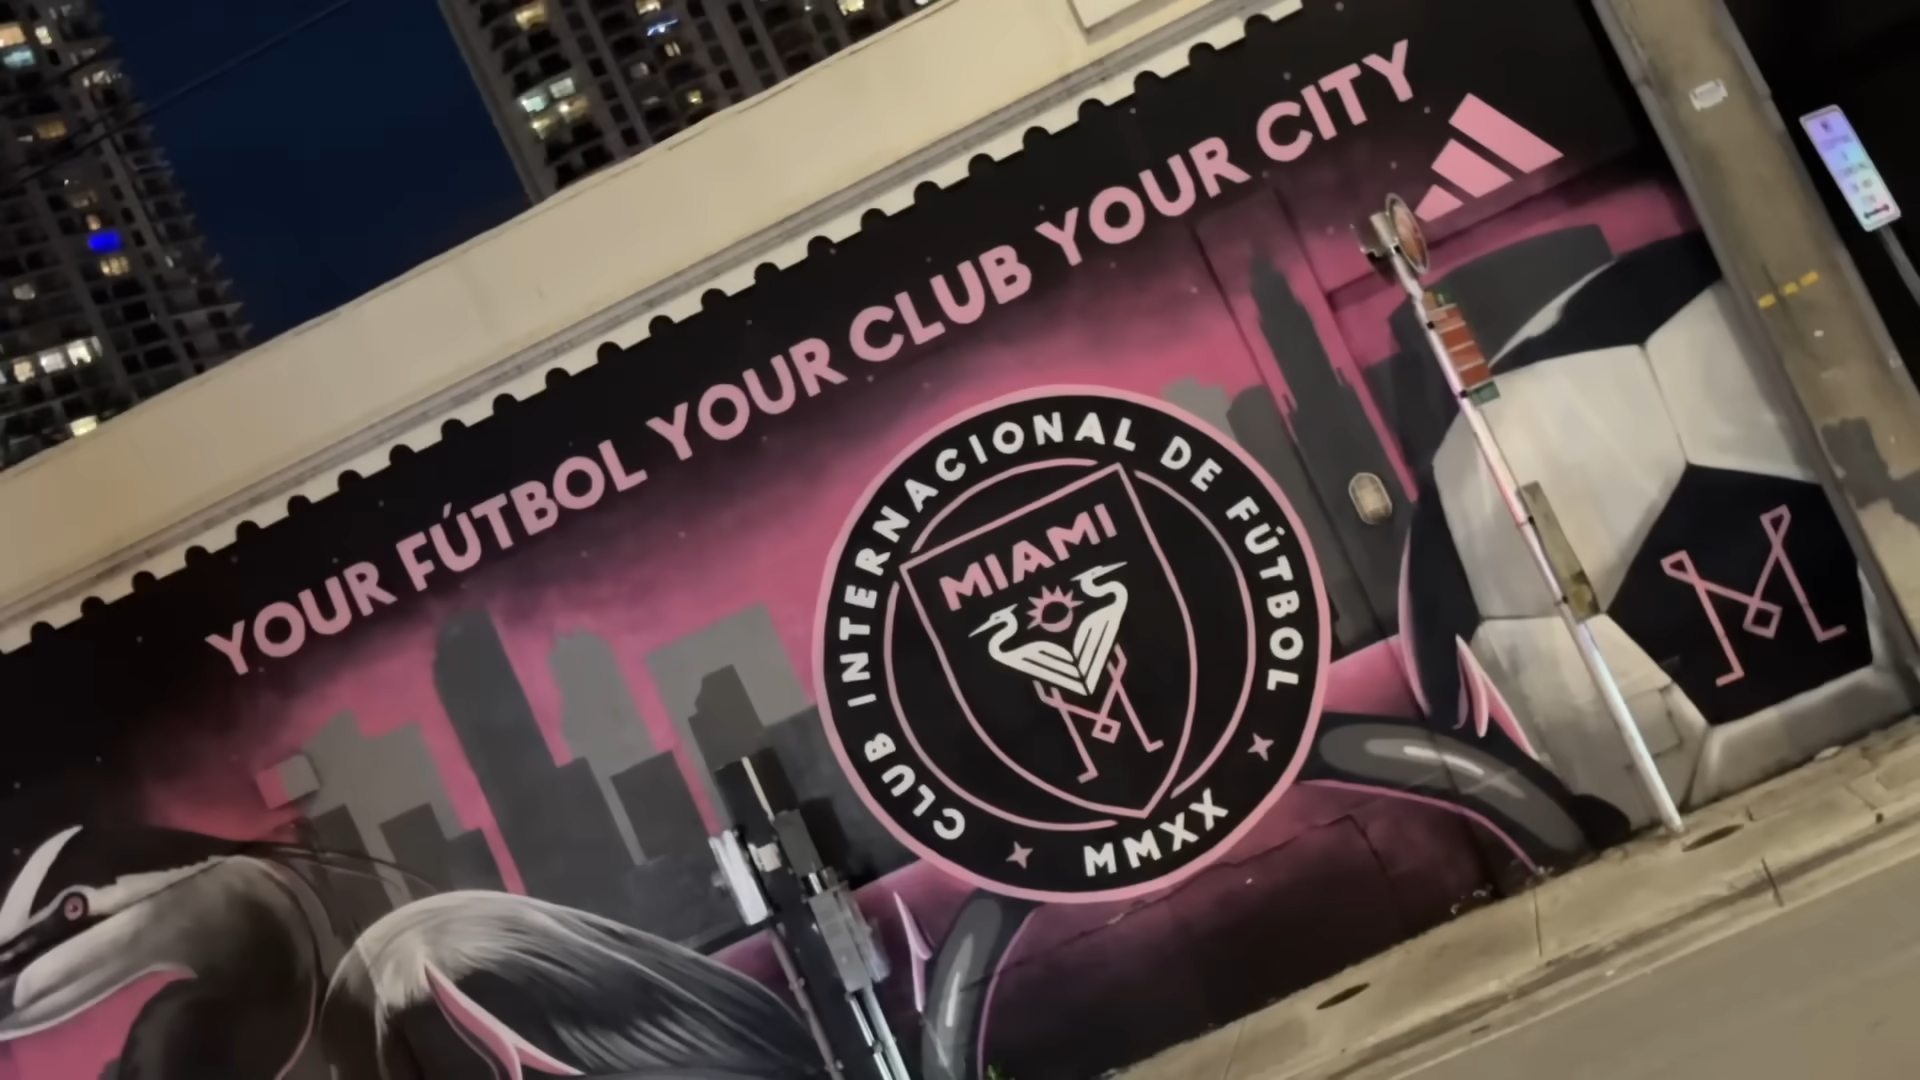 YOUR FÚTBOL YOUR CLUB YOUR CITY
CLUB INTERNACIONAL DE FÚTBOL
MIAMI
MMXX